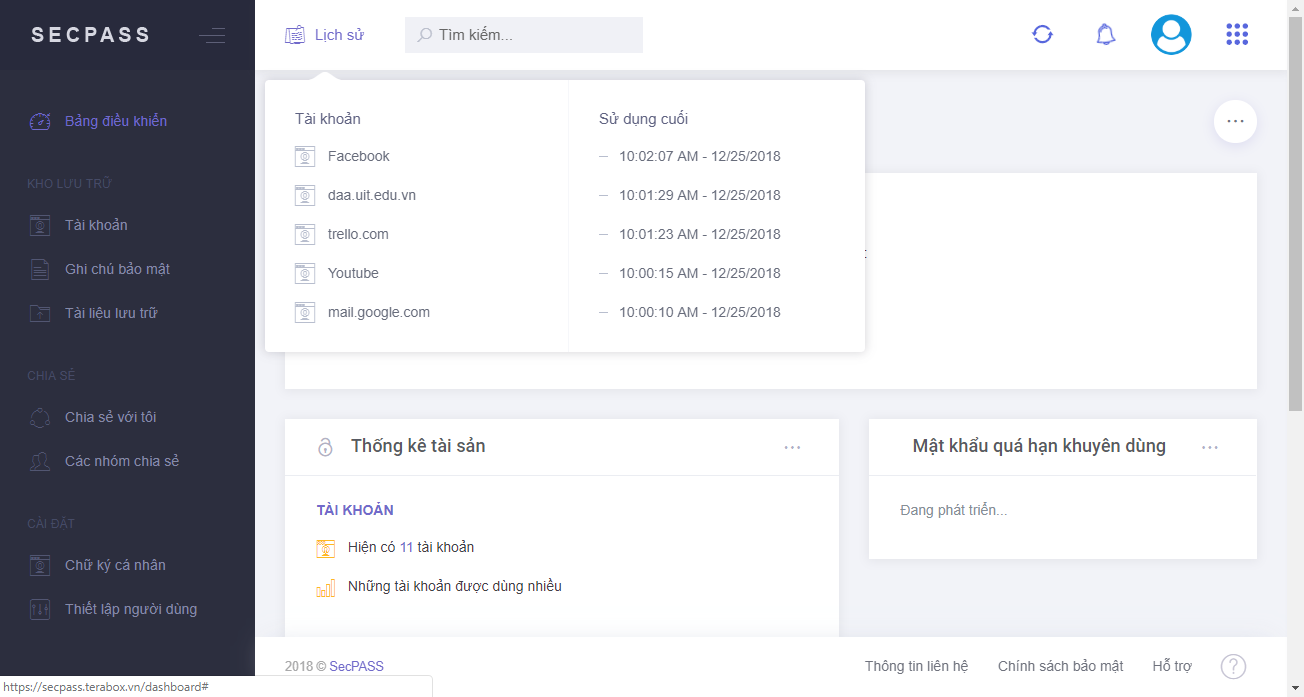 SECPASS
Lịch sử
Tìm kiếm...
Bảng điều khiển
KHO LƯU TRỮ
Tài khoản
Ghi chú bảo mật
Tài liệu lưu trữ
CHIA SẺ
Chia sẻ với tôi
Các nhóm chia sẻ
CÀI ĐẶT
Chữ ký cá nhân
Thiết lập người dùng
Tài khoản Sử dụng cuối
Facebook – 10:02:07 AM - 12/25/2018
daa.uit.edu.vn – 10:01:29 AM - 12/25/2018
trello.com – 10:01:23 AM - 12/25/2018
Youtube – 10:00:15 AM - 12/25/2018
mail.google.com – 10:00:10 AM - 12/25/2018
Thống kê tài sản
TÀI KHOẢN
Hiện có 11 tài khoản
Những tài khoản được dùng nhiều
Mật khẩu quá hạn khuyên dùng
Đang phát triển...
2018 © SecPASS
Thông tin liên hệ Chính sách bảo mật Hỗ trợ ?
https://secpass.terabox.vn/dashboard#